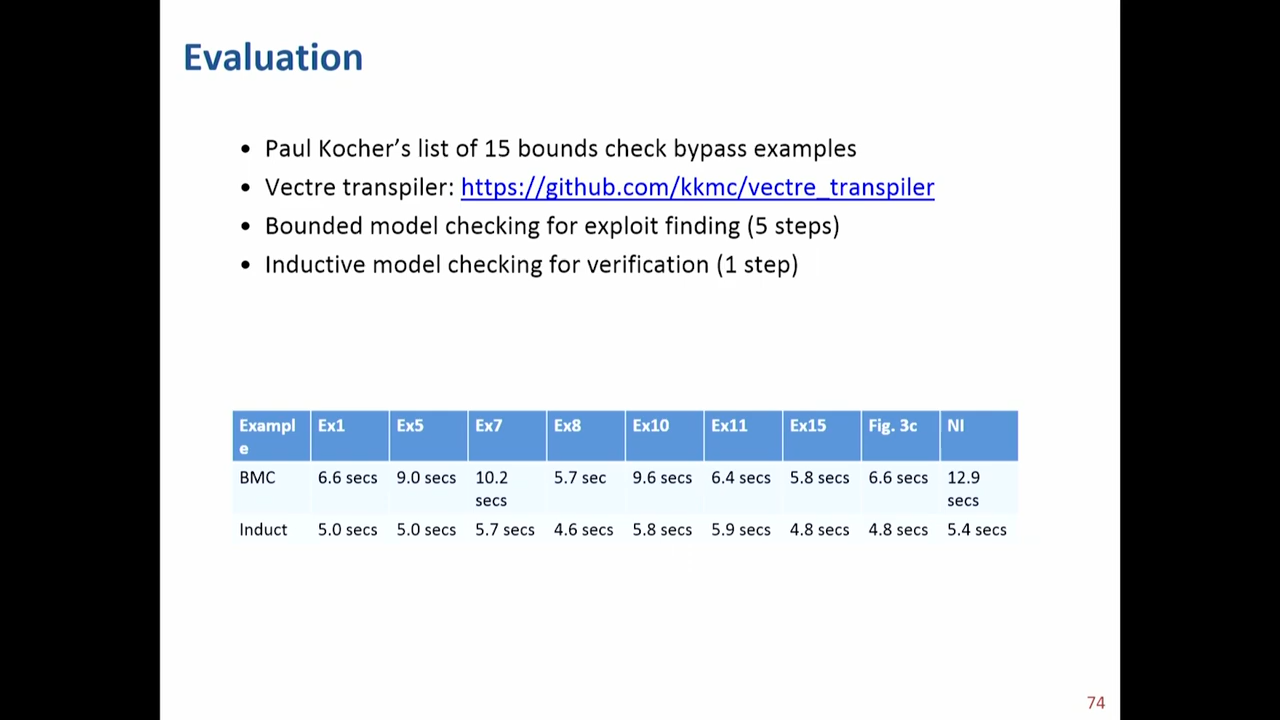 Evaluation
• Paul Kocher’s list of 15 bounds check bypass examples
• Vectre transpiler: https://github.com/kkmc/vectre_transpiler
• Bounded model checking for exploit finding (5 steps)
• Inductive model checking for verification (1 step)
Exampl Ex1 Ex5 Ex7 Ex8 Ex10 Ex11 Ex15 Fig. 3c NI
e
BMC 6.6 secs 9.0 secs 10.2 5.7 sec 9.6 secs 6.4 secs 5.8 secs 6.6 secs 12.9
secs secs
Induct 5.0 secs 5.0 secs 5.7 secs 4.6 secs 5.8 secs 5.9 secs 4.8 secs 4.8 secs 5.4 secs
74